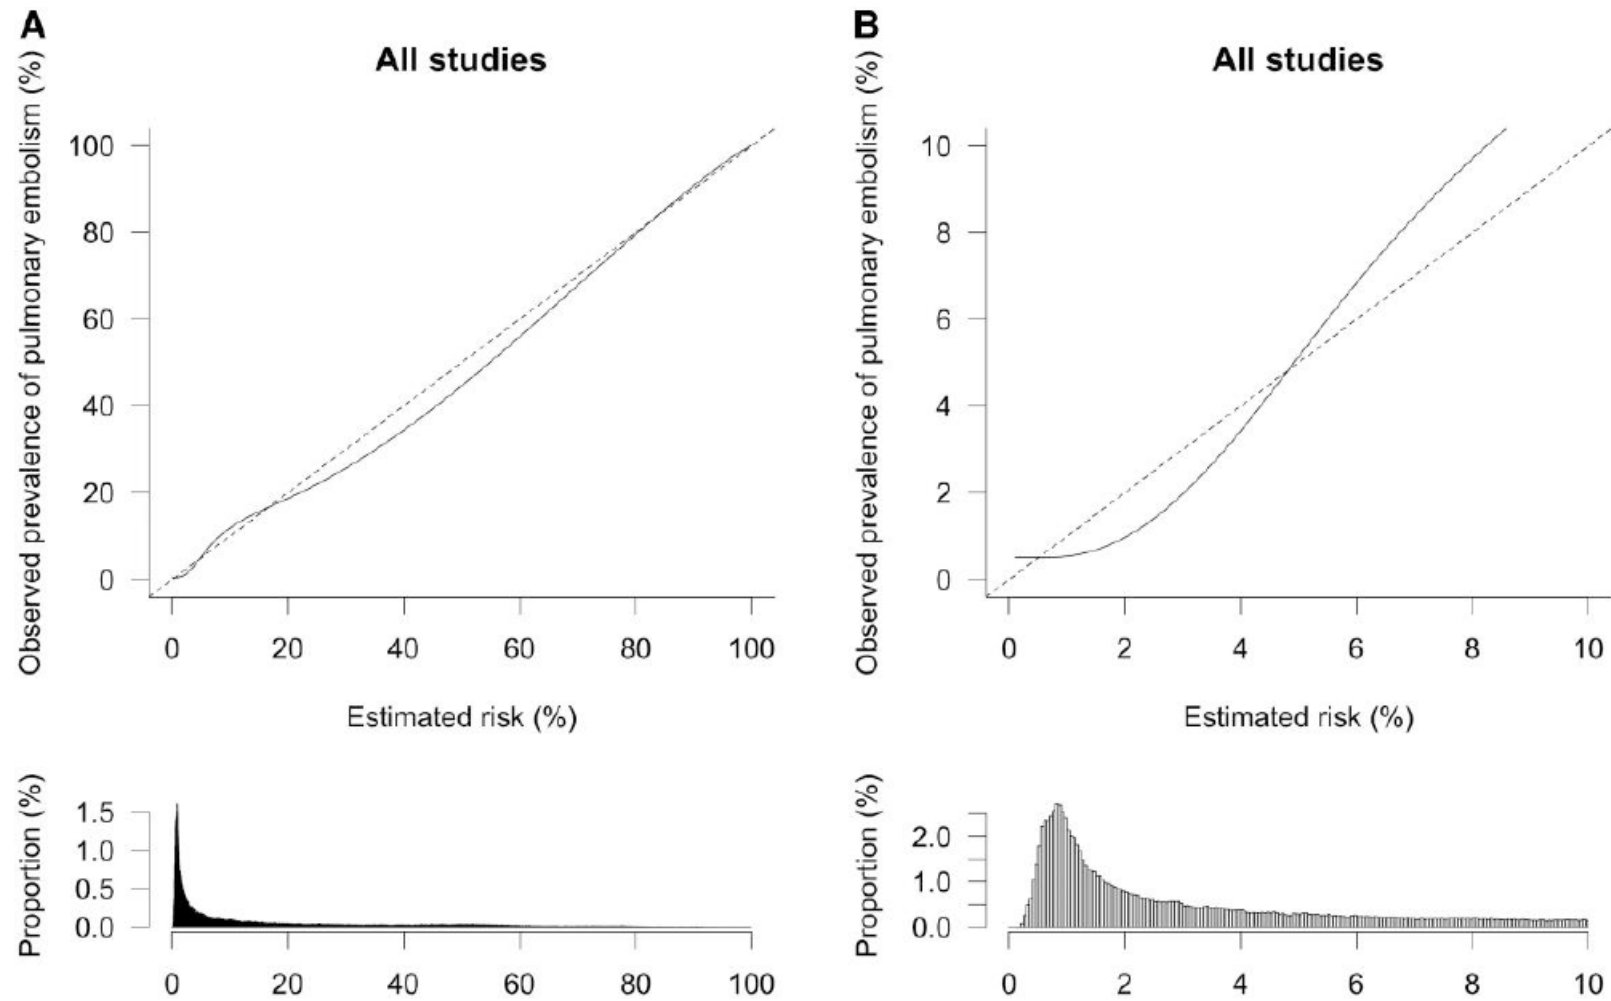 A
All studies
Observed prevalence of pulmonary embolism (%)
100
80
60
40
20
0
0 20 40 60 80 100
Estimated risk (%)
Proportion (%)
1.5
1.0
0.5
0.0
0 20 40 60 80 100
B
All studies
Observed prevalence of pulmonary embolism (%)
10
8
6
4
2
0
0 2 4 6 8 10
Estimated risk (%)
Proportion (%)
2.0
1.0
0.0
0 2 4 6 8 10